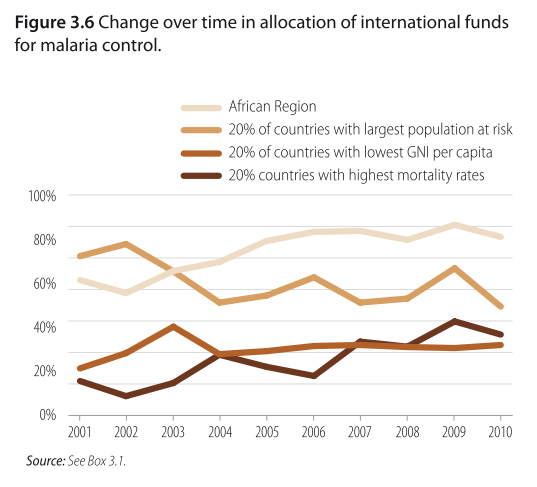 Figure 3.6 Change over time in allocation of international funds
for malaria control.
African Region
20% of countries with largest population at risk
20% of countries with lowest GNI per capita
20% countries with highest mortality rates
100%
80%
60%
40%
20%
0%
2001 2002 2003 2004 2005 2006 2007 2008 2009 2010
Source: See Box 3.1.